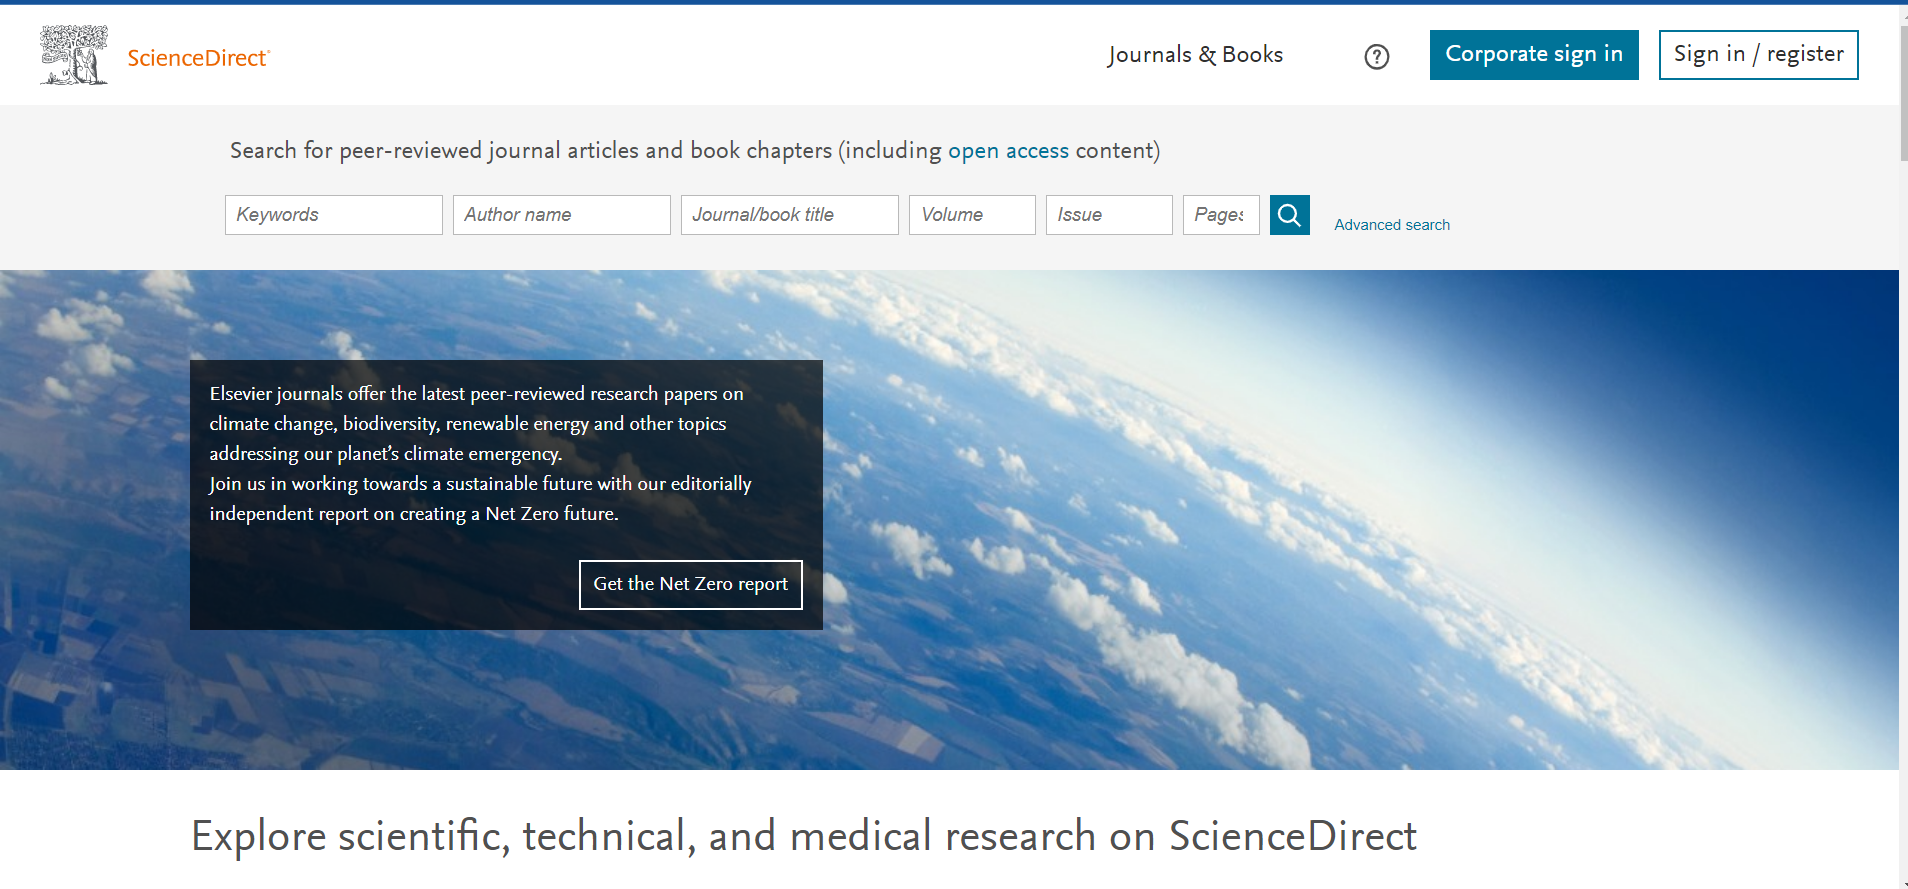 ScienceDirect®
Journals & Books
?
Corporate sign in
Sign in / register
Search for peer-reviewed journal articles and book chapters (including open access content)
Keywords
Author name
Journal/book title
Volume
Issue
Pages
Advanced search
Elsevier journals offer the latest peer-reviewed research papers on
climate change, biodiversity, renewable energy and other topics
addressing our planet’s climate emergency.
Join us in working towards a sustainable future with our editorially
independent report on creating a Net Zero future.
Get the Net Zero report
Explore scientific, technical, and medical research on ScienceDirect